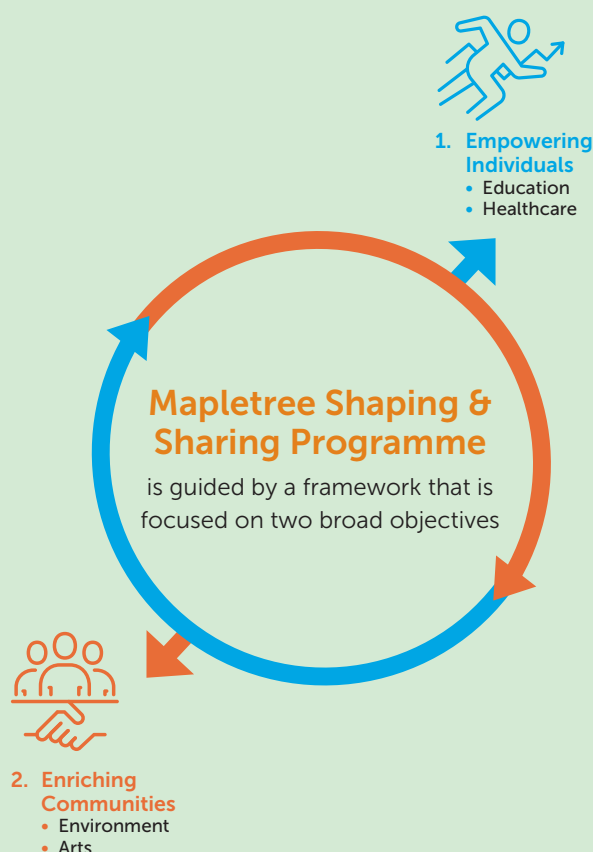 1. Empowering
Individuals
• Education
• Healthcare
Mapletree Shaping &
Sharing Programme
is guided by a framework that is
focused on two broad objectives
2. Enriching
Communities
• Environment
• Arts